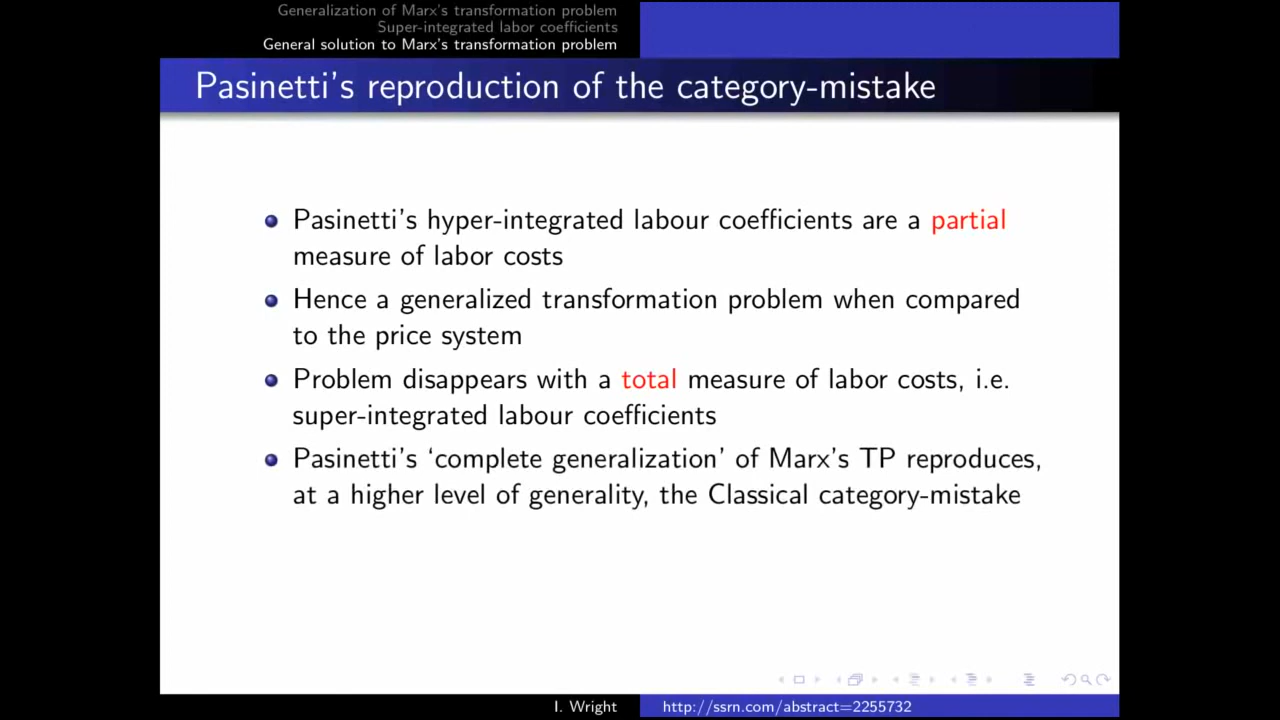 Generalization of Marx's transformation problem
Super-integrated labor coefficients
General solution to Marx's transformation problem
Pasinetti's reproduction of the category-mistake
Pasinetti's hyper-integrated labour coefficients are a partial
measure of labor costs
Hence a generalized transformation problem when compared
to the price system
Problem disappears with a total measure of labor costs, i.e.
super-integrated labour coefficients
Pasinetti's ‘complete generalization’ of Marx's TP reproduces,
at a higher level of generality, the Classical category-mistake
I. Wright
http://ssrn.com/abstract=2255732